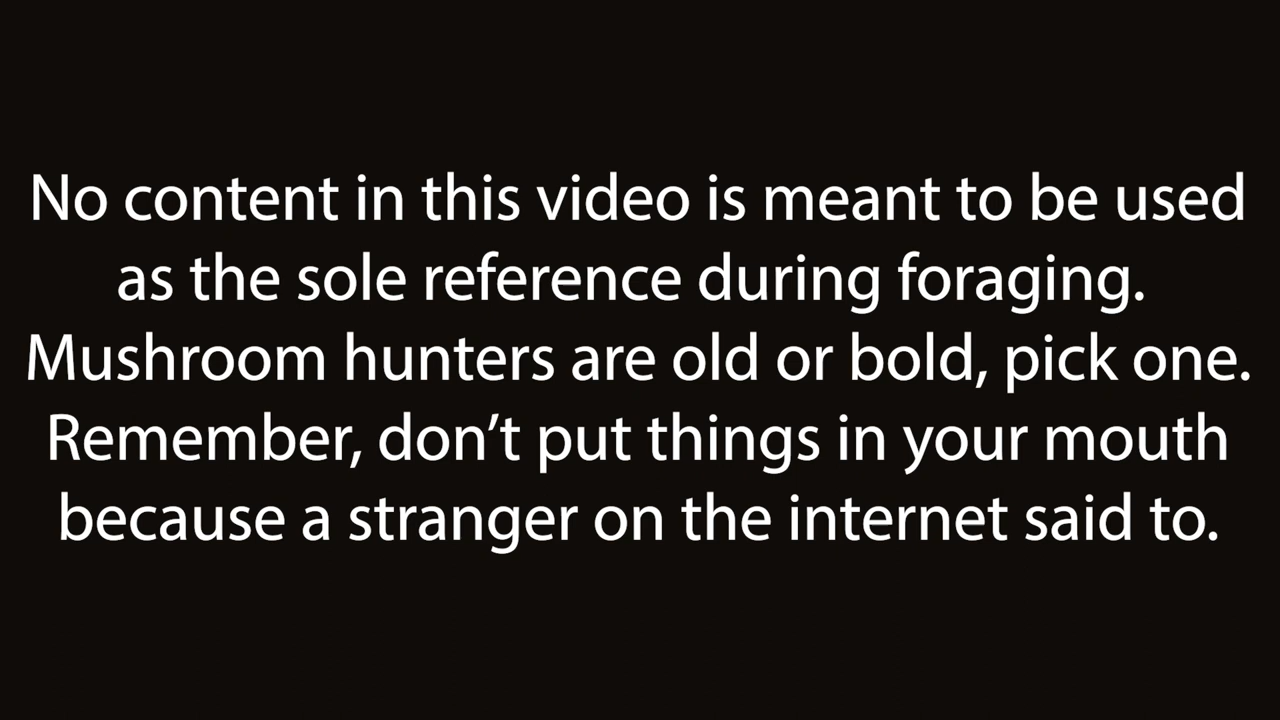 No content in this video is meant to be used
as the sole reference during foraging.
Mushroom hunters are old or bold, pick one.
Remember, don’t put things in your mouth
because a stranger on the internet said to.